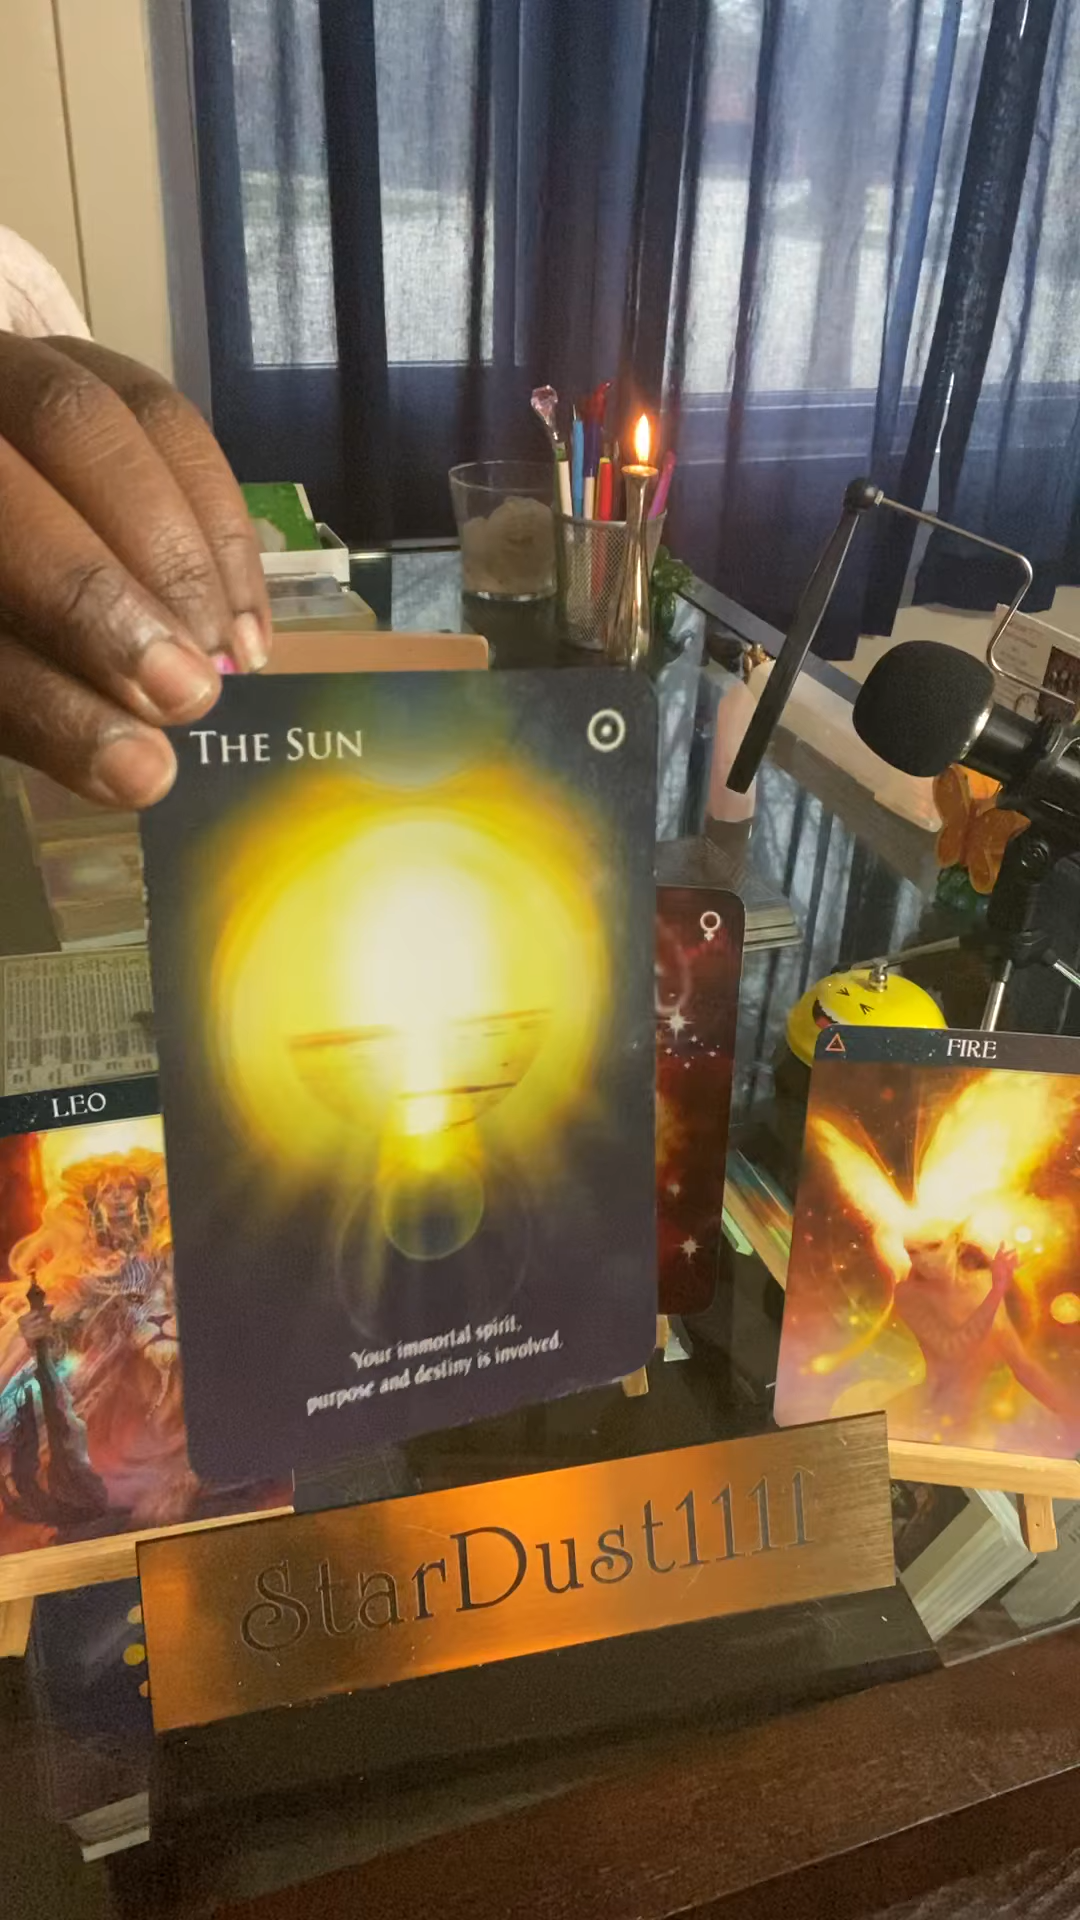 THE SUN
FIRE
LEO
Your immortal spirit,
purpose and destiny is involved.
StarDust1111